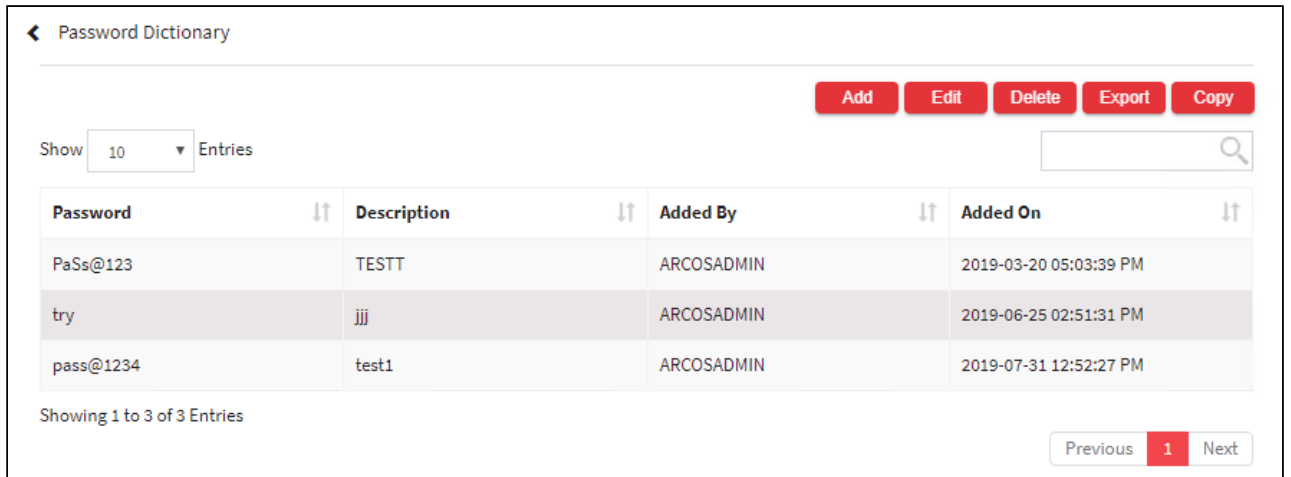 Password Dictionary
Add Edit Delete Export Copy
Show 10 Entries
Password Description Added By Added On
PaSs@123 TESTT ARCOSADMIN 2019-03-20 05:03:39 PM
try jjj ARCOSADMIN 2019-06-25 02:51:31 PM
pass@1234 test1 ARCOSADMIN 2019-07-31 12:52:27 PM
Showing 1 to 3 of 3 Entries
Previous 1 Next